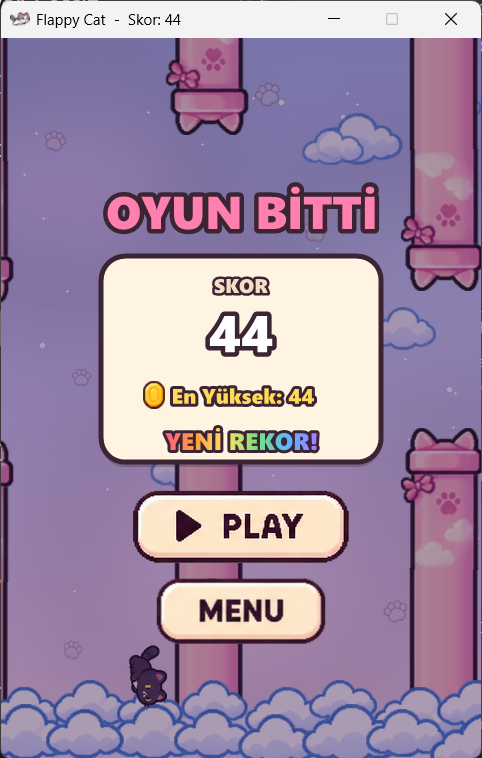 Flappy Cat - Skor: 44
OYUN BİTTİ
SKOR
44
En Yüksek: 44
YENİ REKOR!
PLAY
MENU